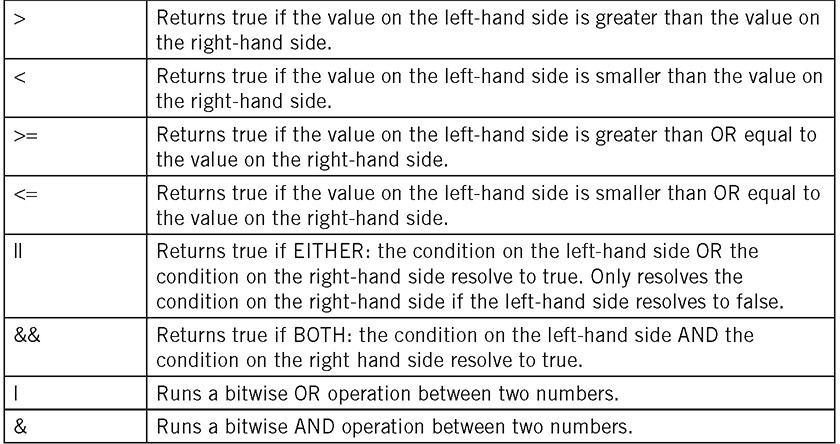 > Returns true if the value on the left-hand side is greater than the value on
the right-hand side.
< Returns true if the value on the left-hand side is smaller than the value on
the right-hand side.
>= Returns true if the value on the left-hand side is greater than OR equal to
the value on the right-hand side.
<= Returns true if the value on the left-hand side is smaller than OR equal to
the value on the right-hand side.
|| Returns true if EITHER: the condition on the left-hand side OR the
condition on the right-hand side resolve to true. Only resolves the
condition on the right-hand side if the left-hand side resolves to false.
&& Returns true if BOTH: the condition on the left-hand side AND the
condition on the right hand side resolve to true.
| Runs a bitwise OR operation between two numbers.
& Runs a bitwise AND operation between two numbers.